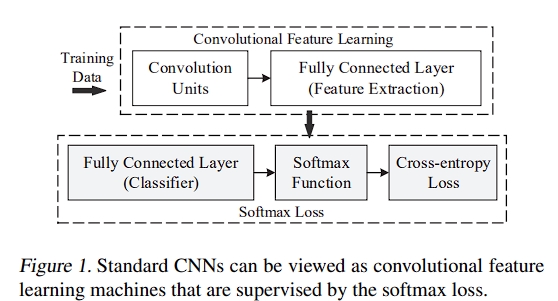 Convolutional Feature Learning
Training
Data
Convolution
Units
Fully Connected Layer
(Feature Extraction)
Fully Connected Layer
(Classifier)
Softmax
Function
Cross-entropy
Loss
Softmax Loss
Figure 1. Standard CNNs can be viewed as convolutional feature
learning machines that are supervised by the softmax loss.